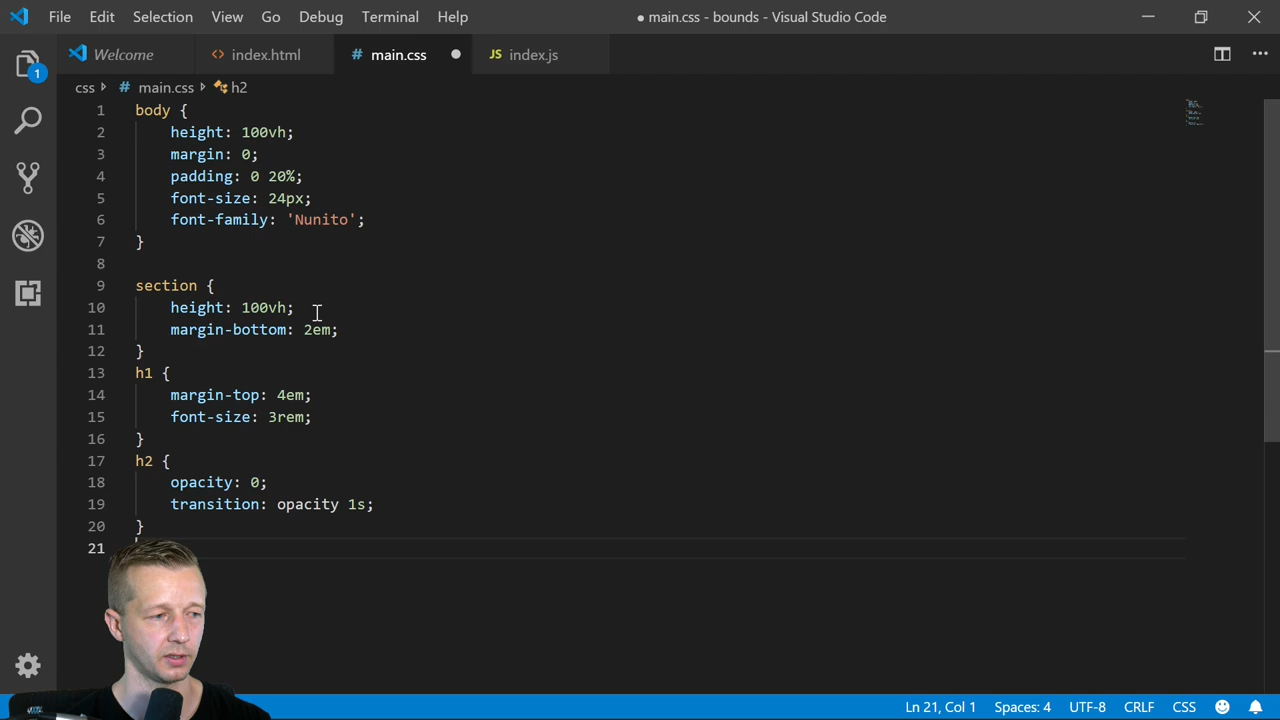 File Edit Selection View Go Debug Terminal Help ● main.css - bounds - Visual Studio Code
Welcome <> index.html # main.css ● JS index.js ...
1
css # main.css h2
1 body {
2 height: 100vh;
3 margin: 0;
4 padding: 0 20%;
5 font-size: 24px;
6 font-family: 'Nunito';
7 }
8
9 section {
10 height: 100vh;
11 margin-bottom: 2em;
12 }
13 h1 {
14 margin-top: 4em;
15 font-size: 3rem;
16 }
17 h2 {
18 opacity: 0;
19 transition: opacity 1s;
20 }
21
Ln 21, Col 1 Spaces: 4 UTF-8 CRLF CSS